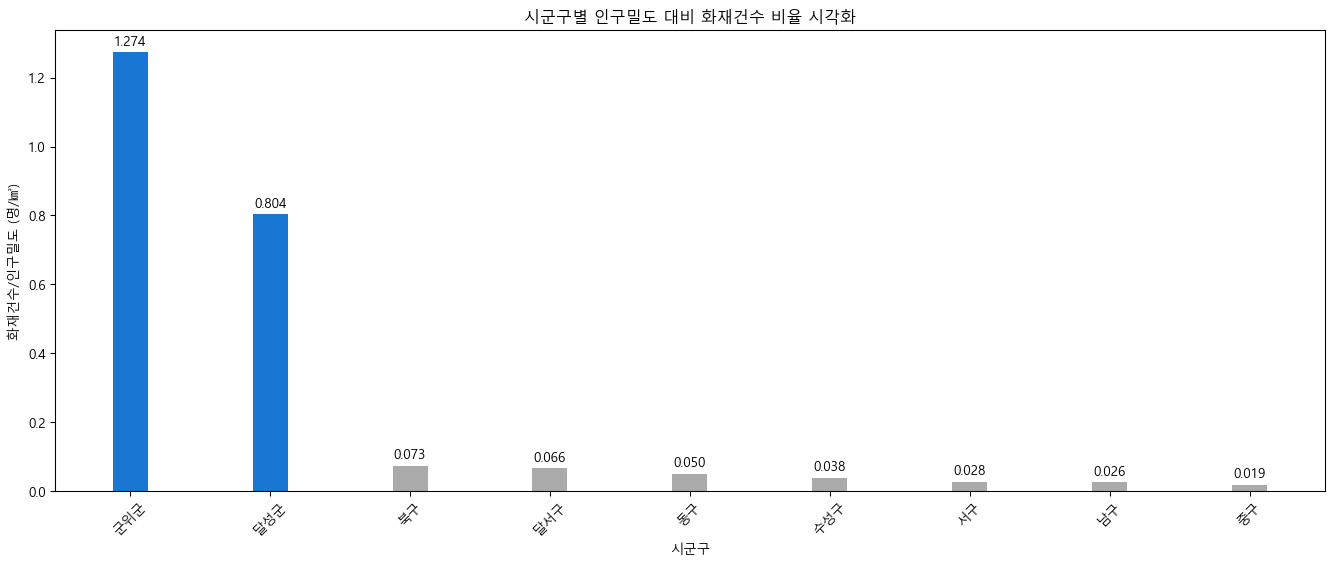 시군구별 인구밀도 대비 화재건수 비율 시각화
화재건수/인구밀도 (명/㎢)
1.2
1.0
0.8
0.6
0.4
0.2
0.0
1.274
0.804
0.073
0.066
0.050
0.038
0.028
0.026
0.019
군위군
달성군
북구
달서구
동구
수성구
서구
남구
중구
시군구